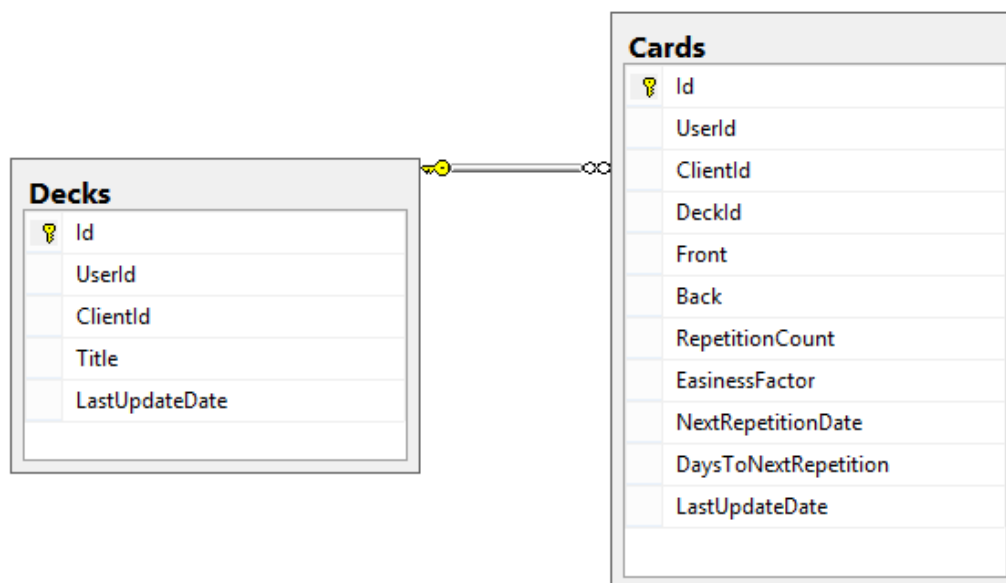 Decks
Id
UserId
ClientId
Title
LastUpdateDate
Cards
Id
UserId
ClientId
DeckId
Front
Back
RepetitionCount
EasinessFactor
NextRepetitionDate
DaysToNextRepetition
LastUpdateDate